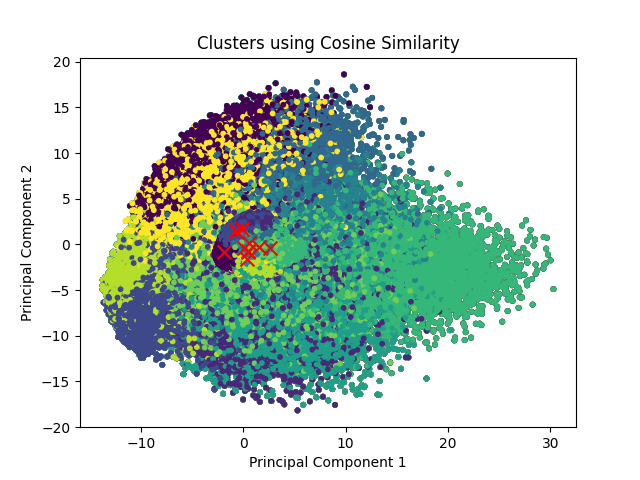 Clusters using Cosine Similarity
20
15
10
5
0
−5
−10
−15
−20
Principal Component 2
−10 0 10 20 30
Principal Component 1